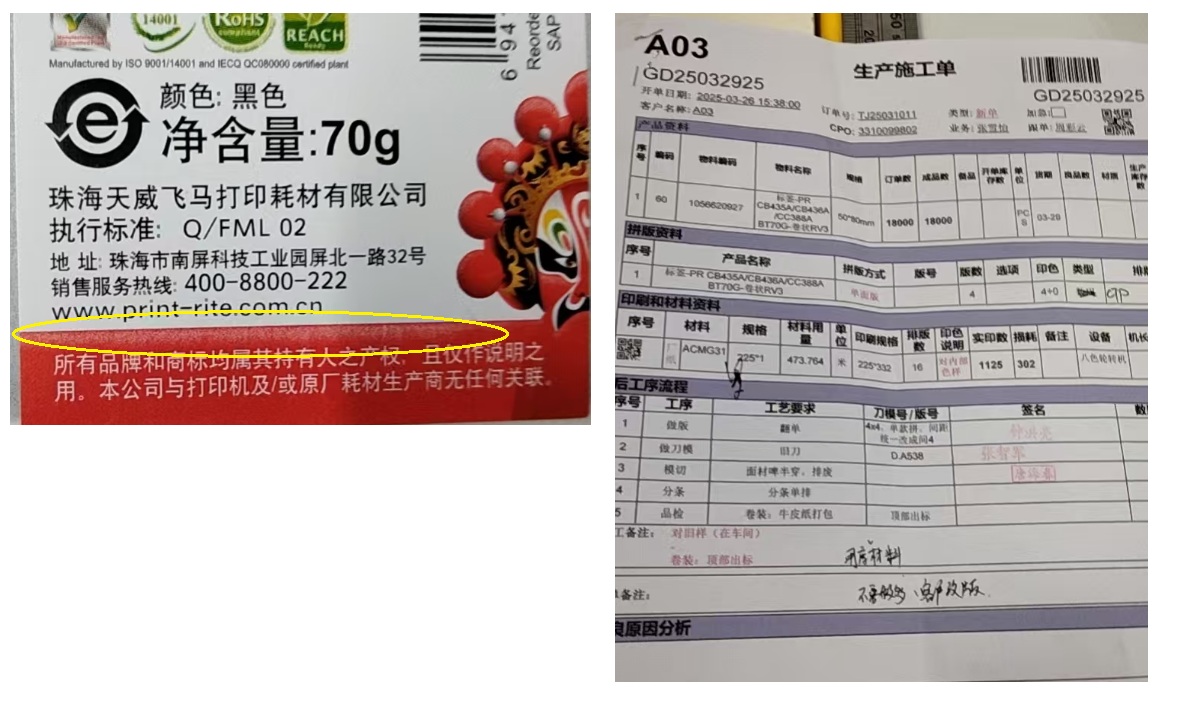 14001
RoHS
compliant
REACH
Ready
Manufactured by ISO 9001/14001 and IECQ QC080000 certified plant
6 94
Reorde
SAP
e
颜色: 黑色
净含量:70g
珠海天威飞马打印耗材有限公司
执行标准: Q/FML 02
地 址: 珠海市南屏科技工业园屏北一路32号
销售服务热线: 400-8800-222
www.print-rite.com.cn
所有品牌和商标均属其持有人之产权, 且仅作说明之
用。本公司与打印机及/或原厂耗材生产商无任何关联。
A03
GD25032925
生产施工单
GD25032925
开单日期: 2025-03-26 15:38:00
订单号: TJ25031011
类型: 新单
加急:
客户名称: A03
CPO: 3310099802
业务: 张雪怡
跟单: 周彩云
产品资料
序号 编码 物料编码 物料名称 规格 订单数 成品数 备品 开单库存数 单位 货期 良品数 材质 生产库存数
1 60 1056620927 标签-PR CB435A/CB436A/CC388A BT70G-卷状RV3 50*80mm 18000 18000 PCS 03-29
拼版资料
序号 产品名称 拼版方式 版号 版数 选项 印色 类型 排版
1 标签-PR CB435A/CB436A/CC388A BT70G-卷状RV3 单面版 4 4+0 CTP
印刷和材料资料
序号 材料 规格 材料用量 单位 印刷规格 排版数 印色说明 实印数 损耗 备注 设备 机长
厂纸 ACMG31 225*1 473.764 米 225*332 16 对内部色样 1125 302 八色轮转机
后工序流程
序号 工序 工艺要求 刀模号/版号 签名 数
1 做版 翻单 4x4、单款拼、间距统一改成间4 钟洪亮
2 做刀模 旧刀 D.A538 张智军
3 模切 面材啤半穿、排废
4 分条 分条单排
5 品检 卷装: 牛皮纸打包 顶部出标
工备注: 对旧样（在车间）
卷装: 顶部出标
用库材料
备注:
客户改版
良原因分析